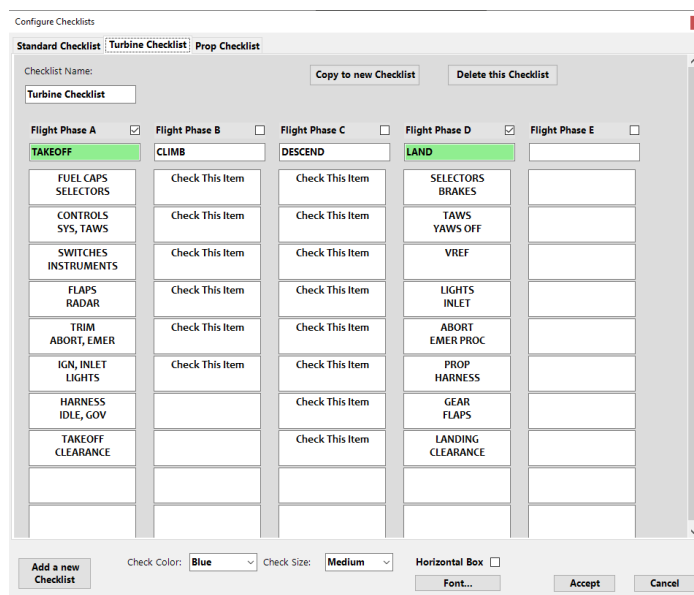 Configure Checklists
Standard Checklist Turbine Checklist Prop Checklist
Checklist Name:
Copy to new Checklist Delete this Checklist
Turbine Checklist
Flight Phase A Flight Phase B Flight Phase C Flight Phase D Flight Phase E
TAKEOFF CLIMB DESCEND LAND
FUEL CAPS Check This Item Check This Item SELECTORS
SELECTORS BRAKES
CONTROLS Check This Item Check This Item TAWS
SYS, TAWS YAWS OFF
SWITCHES Check This Item Check This Item VREF
INSTRUMENTS
FLAPS Check This Item Check This Item LIGHTS
RADAR INLET
TRIM Check This Item Check This Item ABORT
ABORT, EMER EMER PROC
IGN, INLET Check This Item Check This Item PROP
LIGHTS HARNESS
HARNESS Check This Item GEAR
IDLE, GOV FLAPS
TAKEOFF Check This Item LANDING
CLEARANCE CLEARANCE
Add a new
Checklist
Check Color: Blue Check Size: Medium Horizontal Box
Font... Accept Cancel